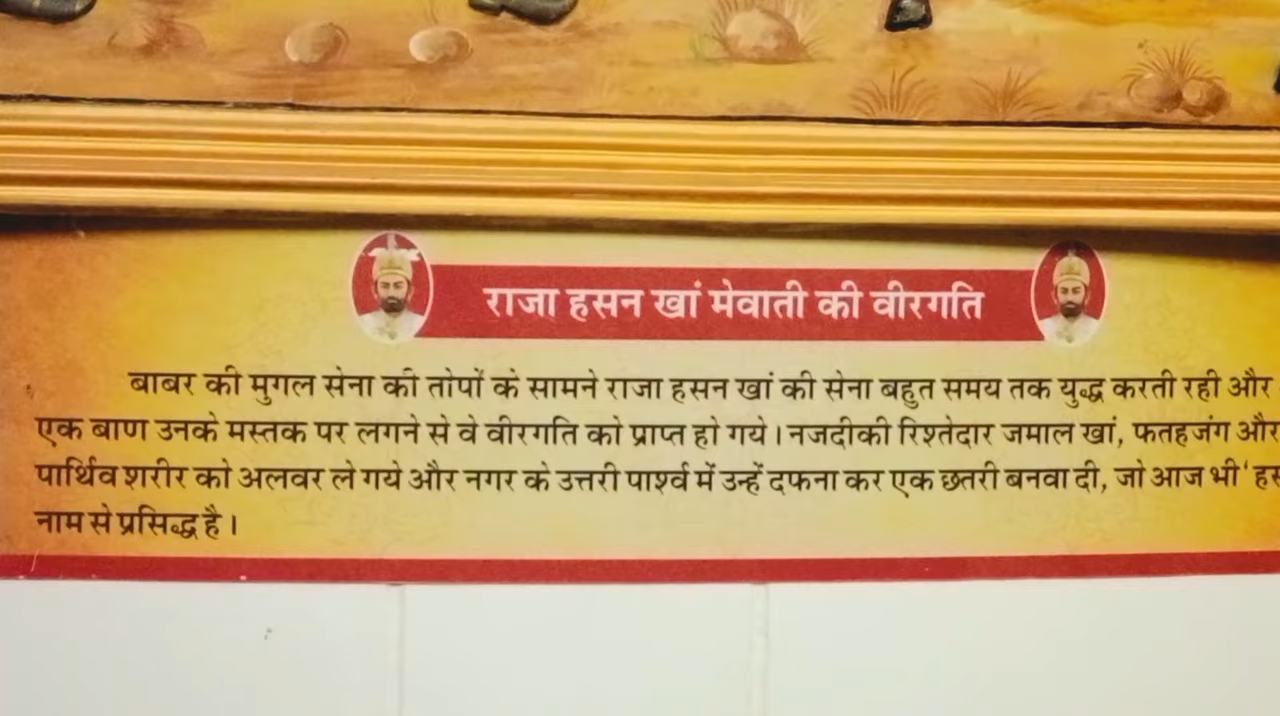 राजा हसन खां मेवाती की वीरगति
बाबर की मुगल सेना की तोपों के सामने राजा हसन खां की सेना बहुत समय तक युद्ध करती रही और
एक बाण उनके मस्तक पर लगने से वे वीरगति को प्राप्त हो गये। नजदीकी रिश्तेदार जमाल खां, फतहजंग और
पार्थिव शरीर को अलवर ले गये और नगर के उत्तरी पार्श्व में उन्हें दफना कर एक छतरी बनवा दी, जो आज भी
नाम से प्रसिद्ध है।